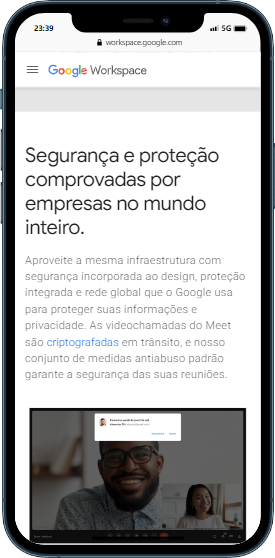 23:39
5G
workspace.google.com
Google Workspace
Segurança e proteção
comprovadas por
empresas no mundo
inteiro.
Aproveite a mesma infraestrutura com
segurança incorporada ao design, proteção
integrada e rede global que o Google usa
para proteger suas informações e
privacidade. As videochamadas do Meet
são criptografadas em trânsito, e nosso
conjunto de medidas antiabuso padrão
garante a segurança das suas reuniões.